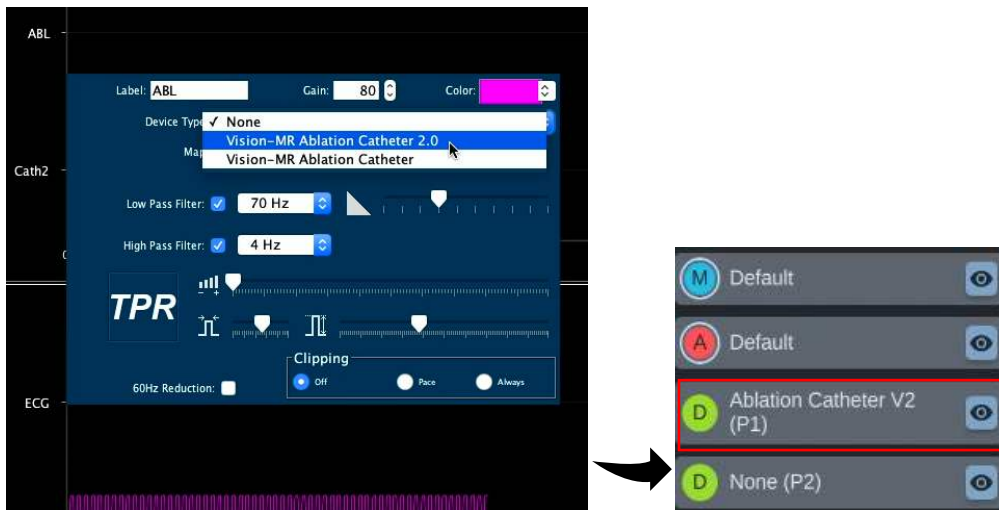 ABL
Label: ABL Gain: 80 Color:
Device Type ✓ None
Vision-MR Ablation Catheter 2.0
Map
Vision-MR Ablation Catheter
Cath2
Low Pass Filter: 70 Hz
High Pass Filter: 4 Hz
0
- +
TPR
Clipping
Off Pace Always
60Hz Reduction:
ECG
M Default
A Default
D Ablation Catheter V2
(P1)
D None (P2)